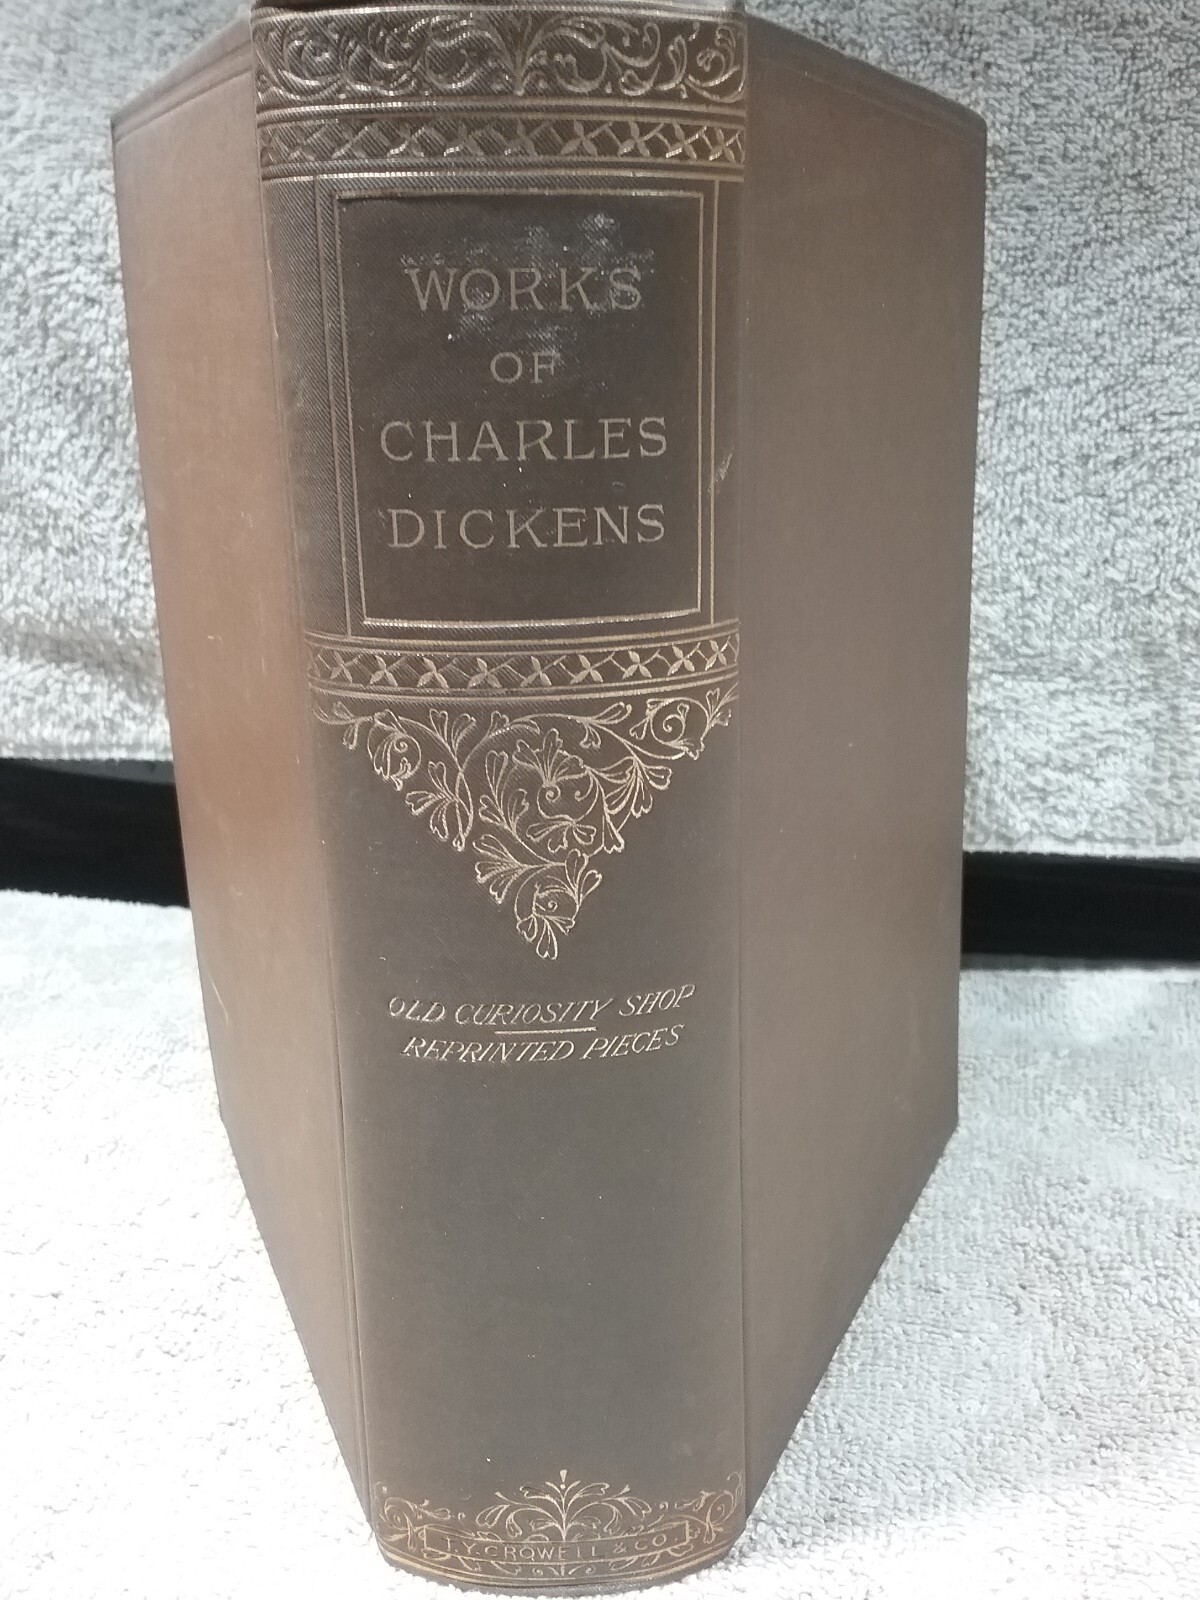 WORKS
OF
CHARLES
DICKENS
OLD CURIOSITY SHOP
REPRINTED PIECES
T.Y. CROWELL & CO.